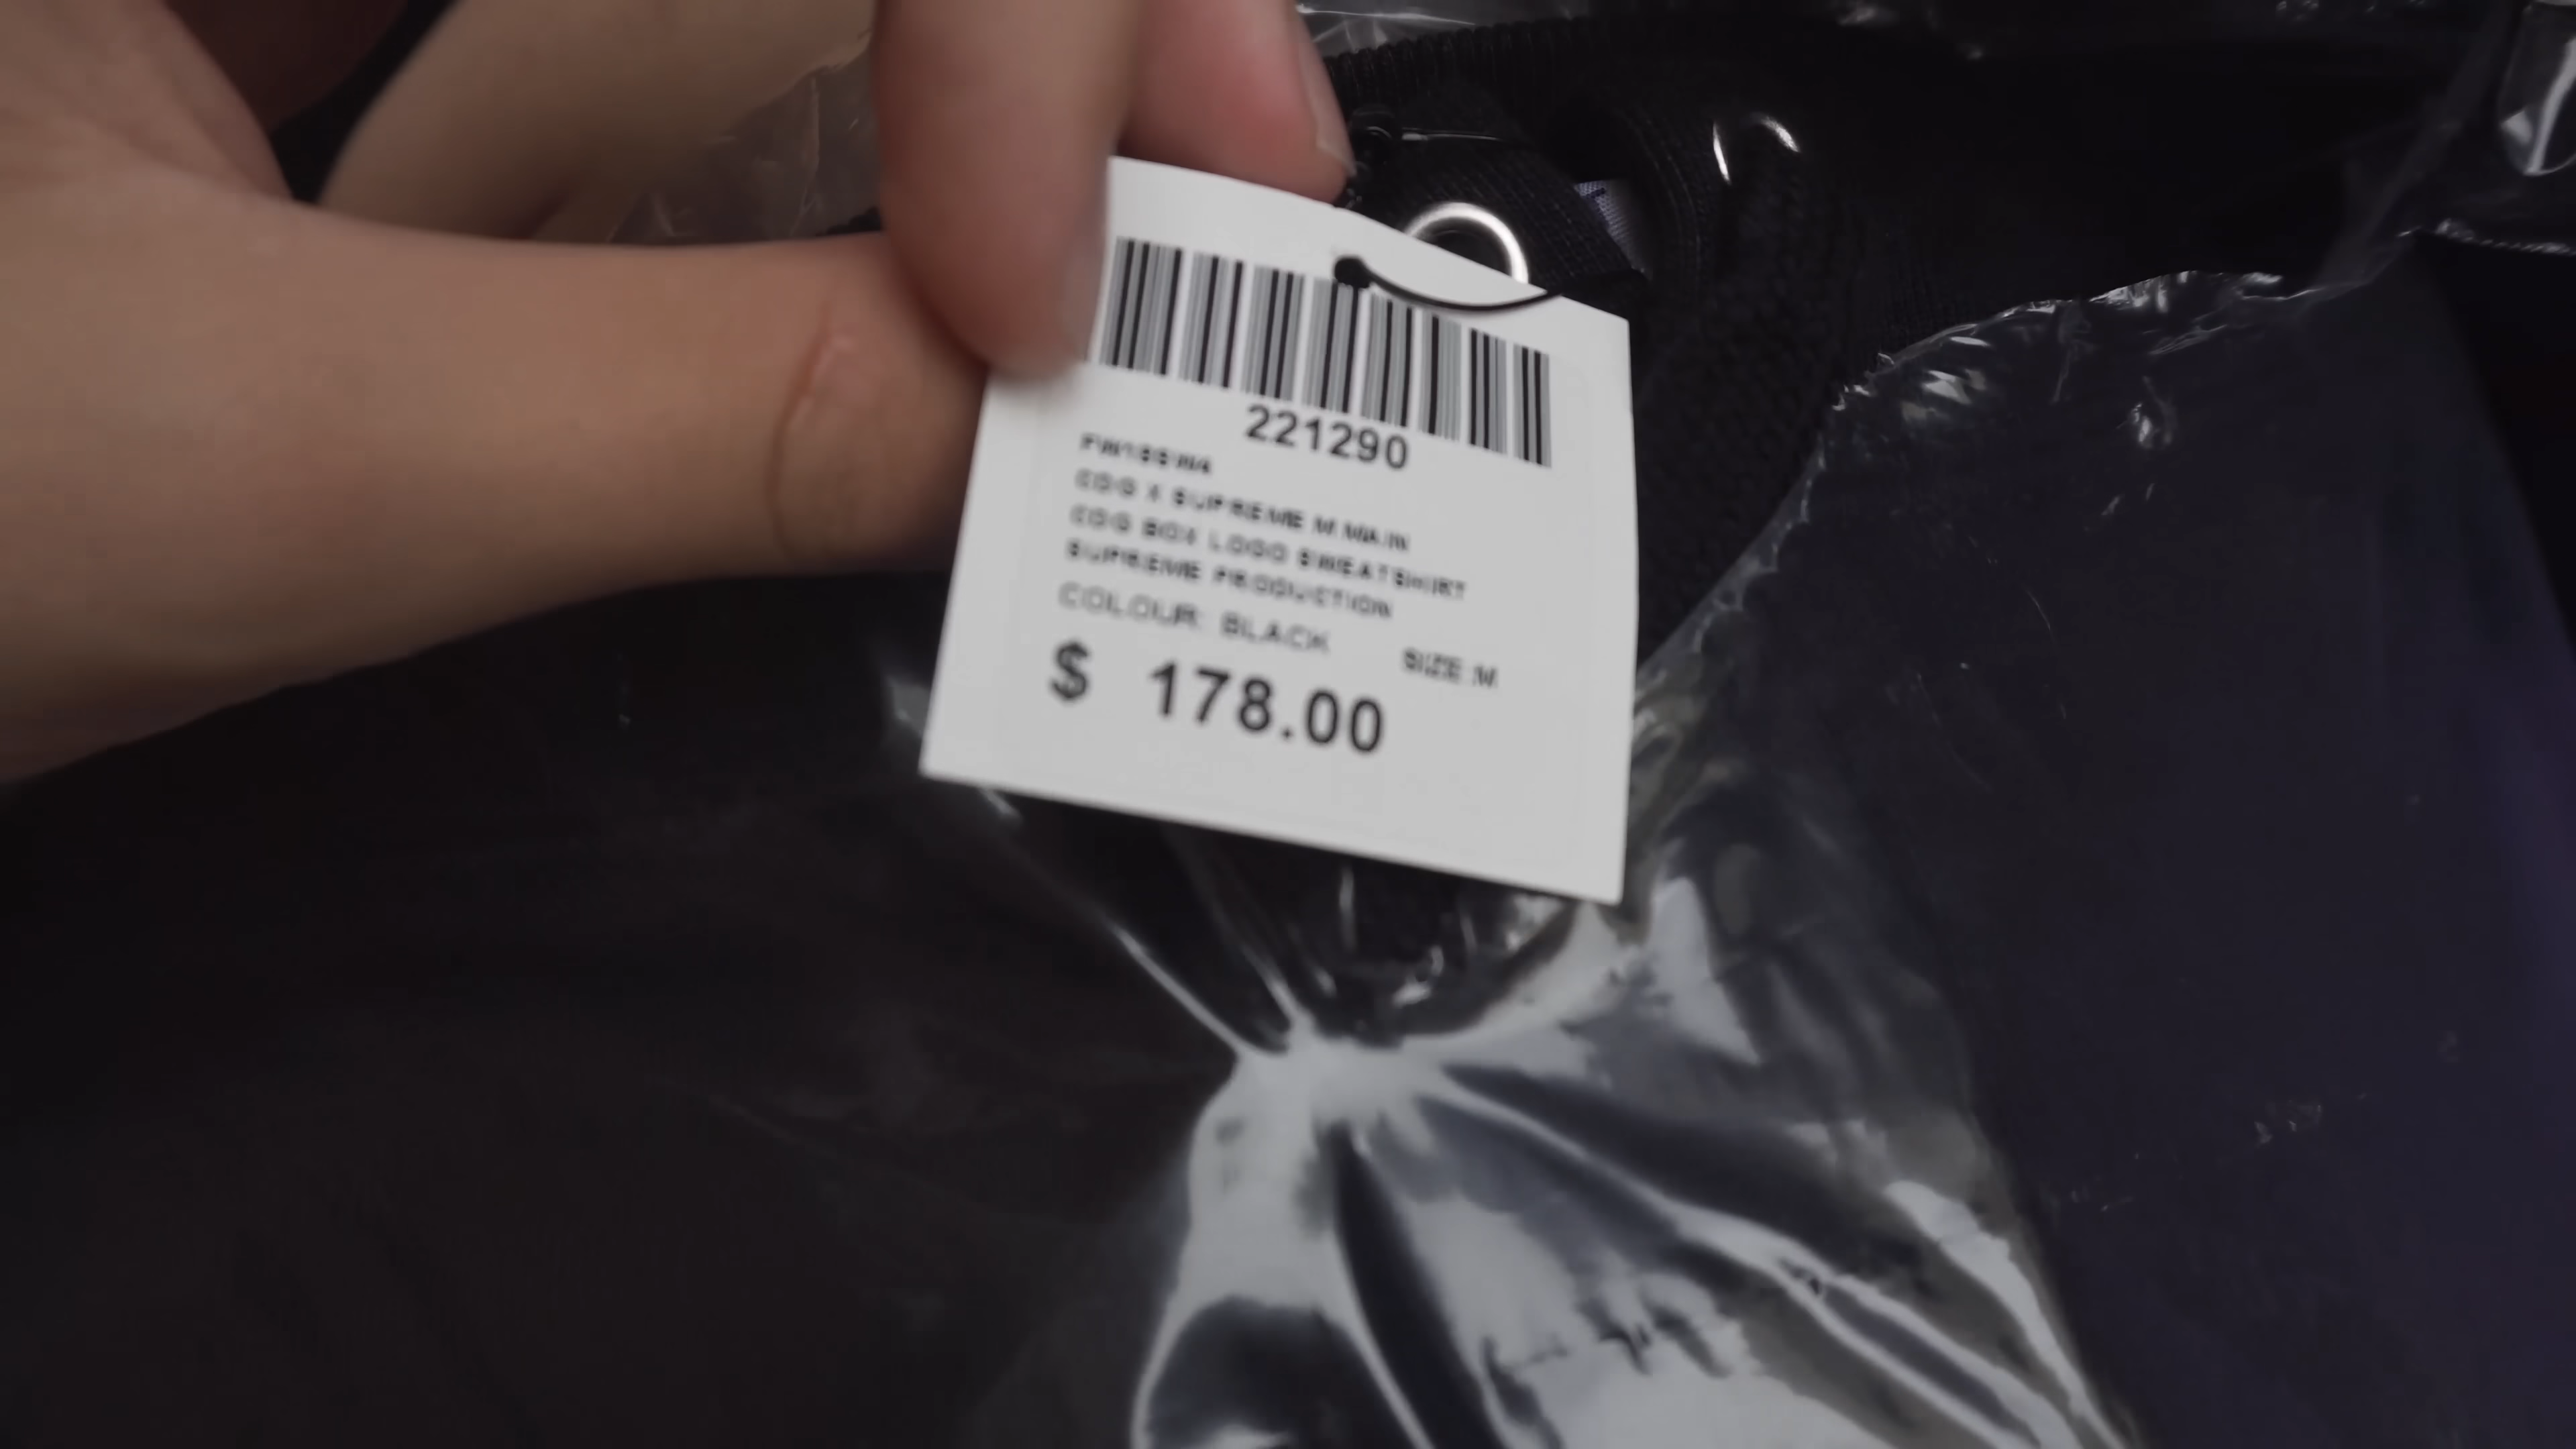 221290
FW18SW4
CDG X SUPREME M MAIN
CDG BOX LOGO SWEATSHIRT
SUPREME PRODUCTION
COLOUR: BLACK
SIZE:M
$ 178.00